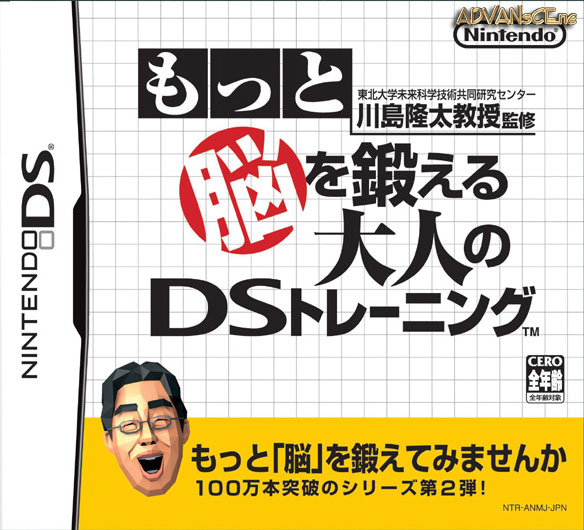 ADVANsCEne
Nintendo
もっと
東北大学未来科学技術共同研究センター
川島隆太教授監修
脳を鍛える
大人の
DSトレーニング™
NINTENDO DS
CERO
全年齢
全年齢対象
もっと「脳」を鍛えてみませんか
100万本突破のシリーズ第2弾!
NTR-ANMJ-JPN